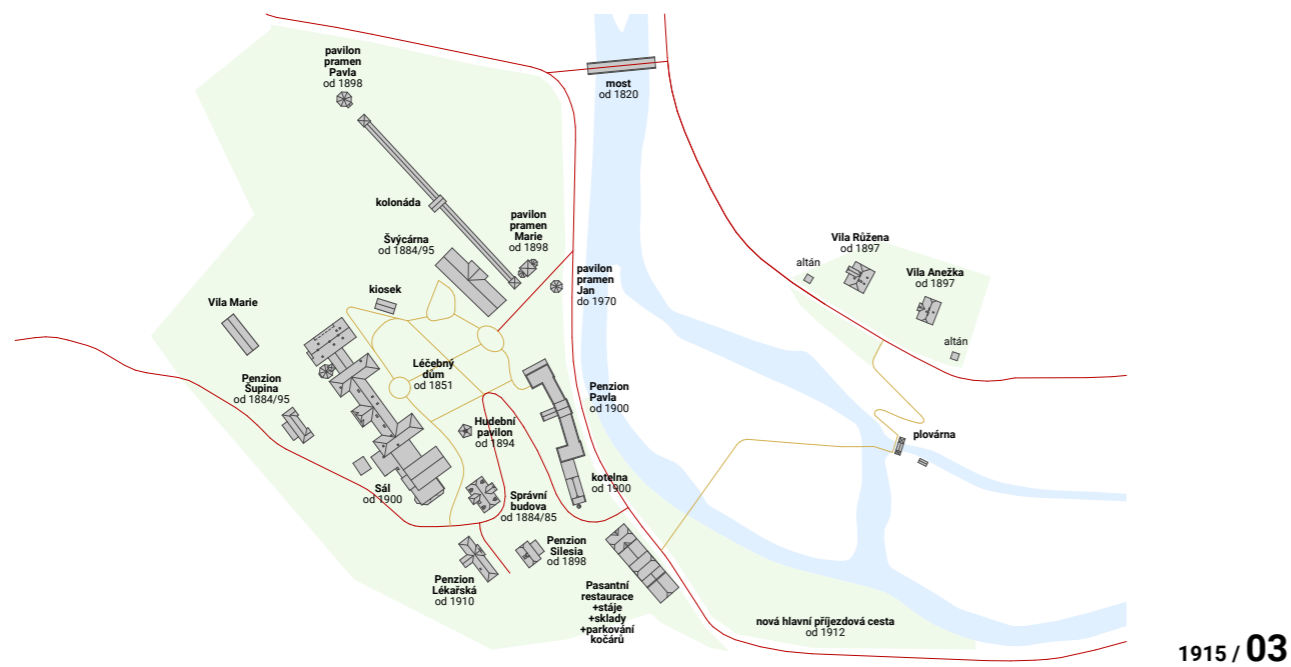 pavilon
pramen
Pavla
od 1898
most
od 1820
kolonáda
pavilon
pramen
Marie
od 1898
Švýcárna
od 1884/95
Vila Růžena
od 1897
altán
Vila Anežka
od 1897
pavilon
pramen
Jan
do 1970
kiosek
Vila Marie
altán
Léčebný
dům
od 1851
Penzion
Šupina
od 1884/95
Penzion
Pavla
od 1900
Hudební
pavilon
od 1894
plovárna
kotelna
od 1900
Sál
od 1900
Správní
budova
od 1884/85
Penzion
Silesia
od 1898
Penzion
Lékařská
od 1910
Pasantní
restaurace
+stáje
+sklady
+parkování
kočárů
nová hlavní příjezdová cesta
od 1912
1915 / 03